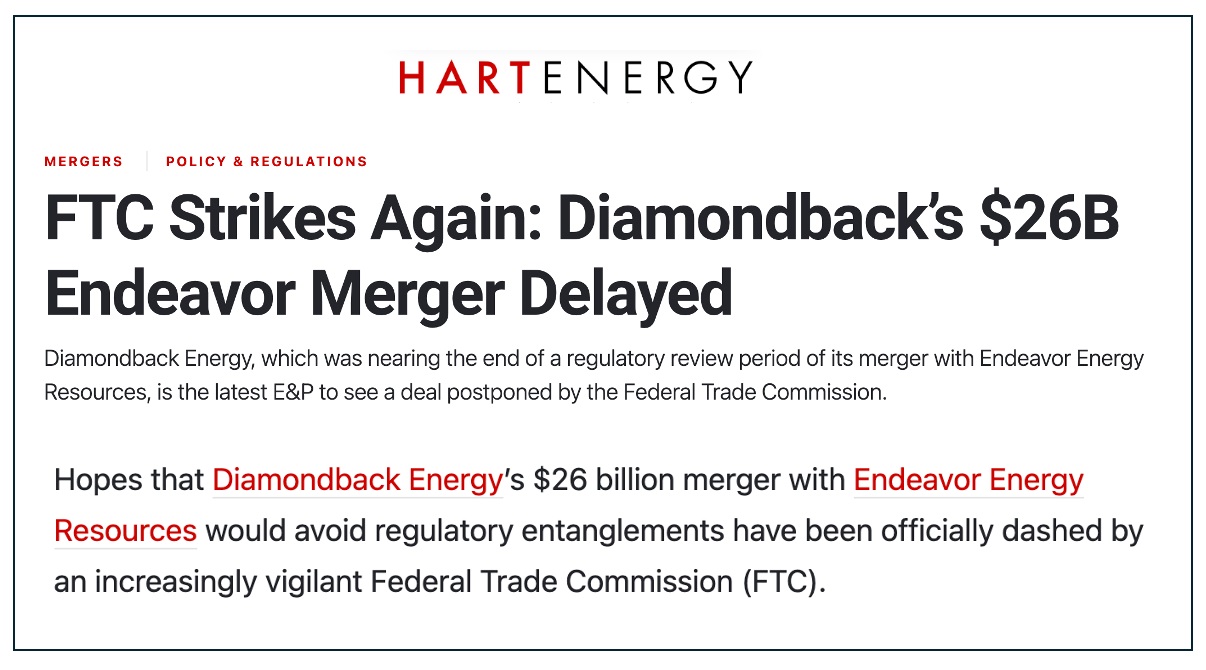 HARTENERGY
MERGERS | POLICY & REGULATIONS
FTC Strikes Again: Diamondback’s $26B
Endeavor Merger Delayed
Diamondback Energy, which was nearing the end of a regulatory review period of its merger with Endeavor Energy
Resources, is the latest E&P to see a deal postponed by the Federal Trade Commission.
Hopes that Diamondback Energy’s $26 billion merger with Endeavor Energy
Resources would avoid regulatory entanglements have been officially dashed by
an increasingly vigilant Federal Trade Commission (FTC).